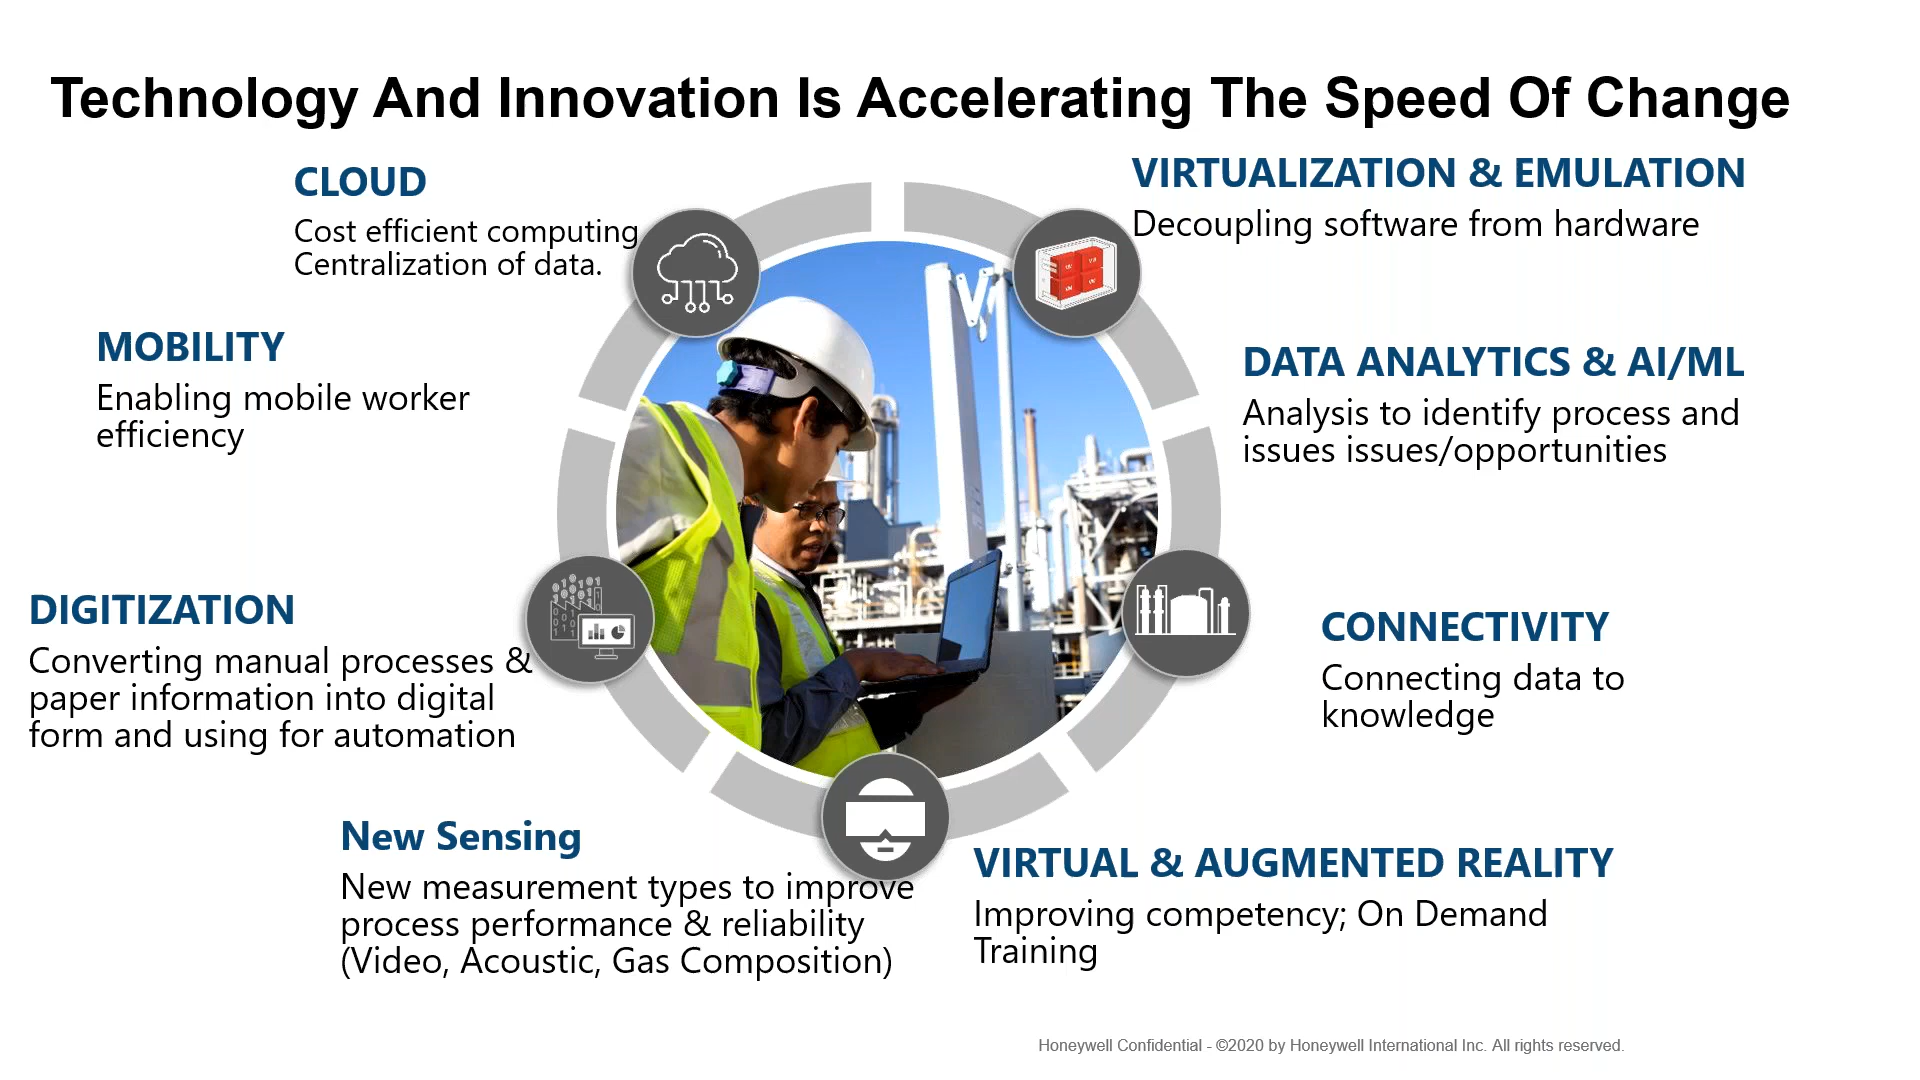 Technology And Innovation Is Accelerating The Speed Of Change
CLOUD
Cost efficient computing
Centralization of data.
VIRTUALIZATION & EMULATION
Decoupling software from hardware
MOBILITY
Enabling mobile worker
efficiency
DATA ANALYTICS & AI/ML
Analysis to identify process and
issues issues/opportunities
DIGITIZATION
Converting manual processes &
paper information into digital
form and using for automation
CONNECTIVITY
Connecting data to
knowledge
New Sensing
New measurement types to improve
process performance & reliability
(Video, Acoustic, Gas Composition)
VIRTUAL & AUGMENTED REALITY
Improving competency; On Demand
Training
Honeywell Confidential - ©2020 by Honeywell International Inc. All rights reserved.